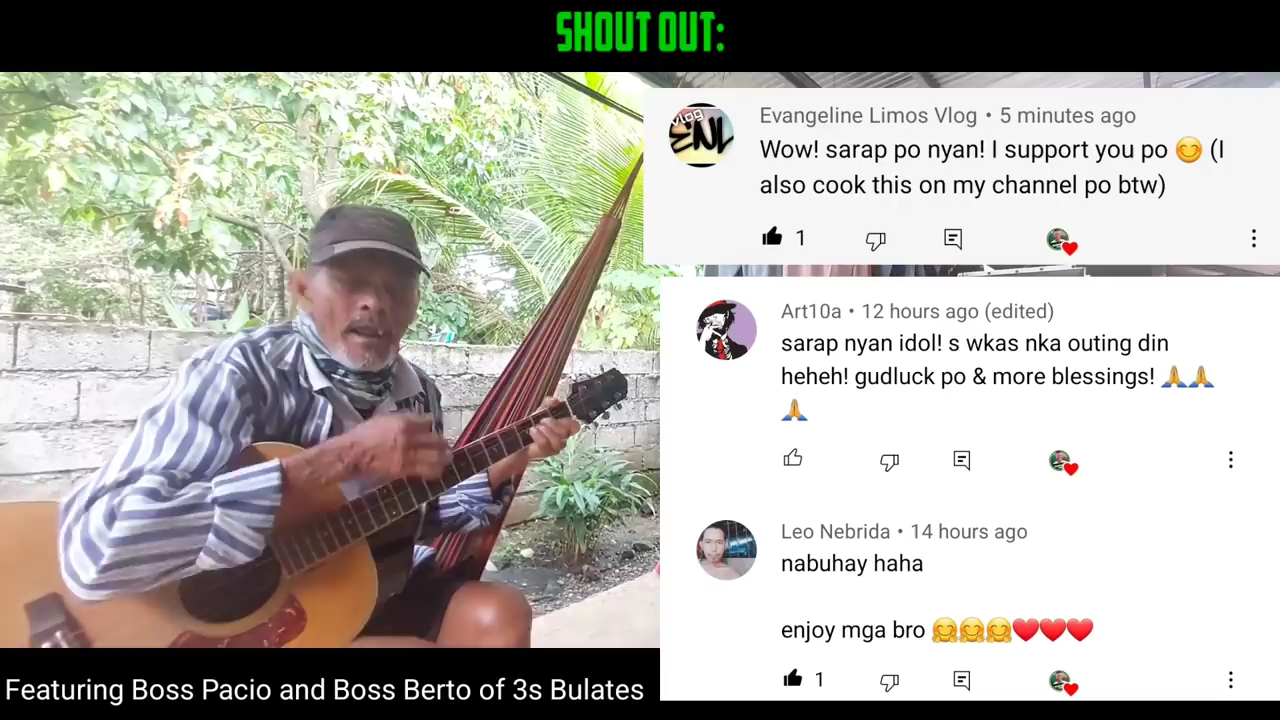 SHOUT OUT:
Evangeline Limos Vlog • 5 minutes ago
Wow! sarap po nyan! I support you po 😊 (I
also cook this on my channel po btw)
1
Art10a • 12 hours ago (edited)
sarap nyan idol! s wkas nka outing din
heheh! gudluck po & more blessings! 🙏🙏
🙏
Leo Nebrida • 14 hours ago
nabuhay haha
enjoy mga bro 🤗🤗🤗❤️❤️❤️
1
Featuring Boss Pacio and Boss Berto of 3s Bulates
vlog
ENL